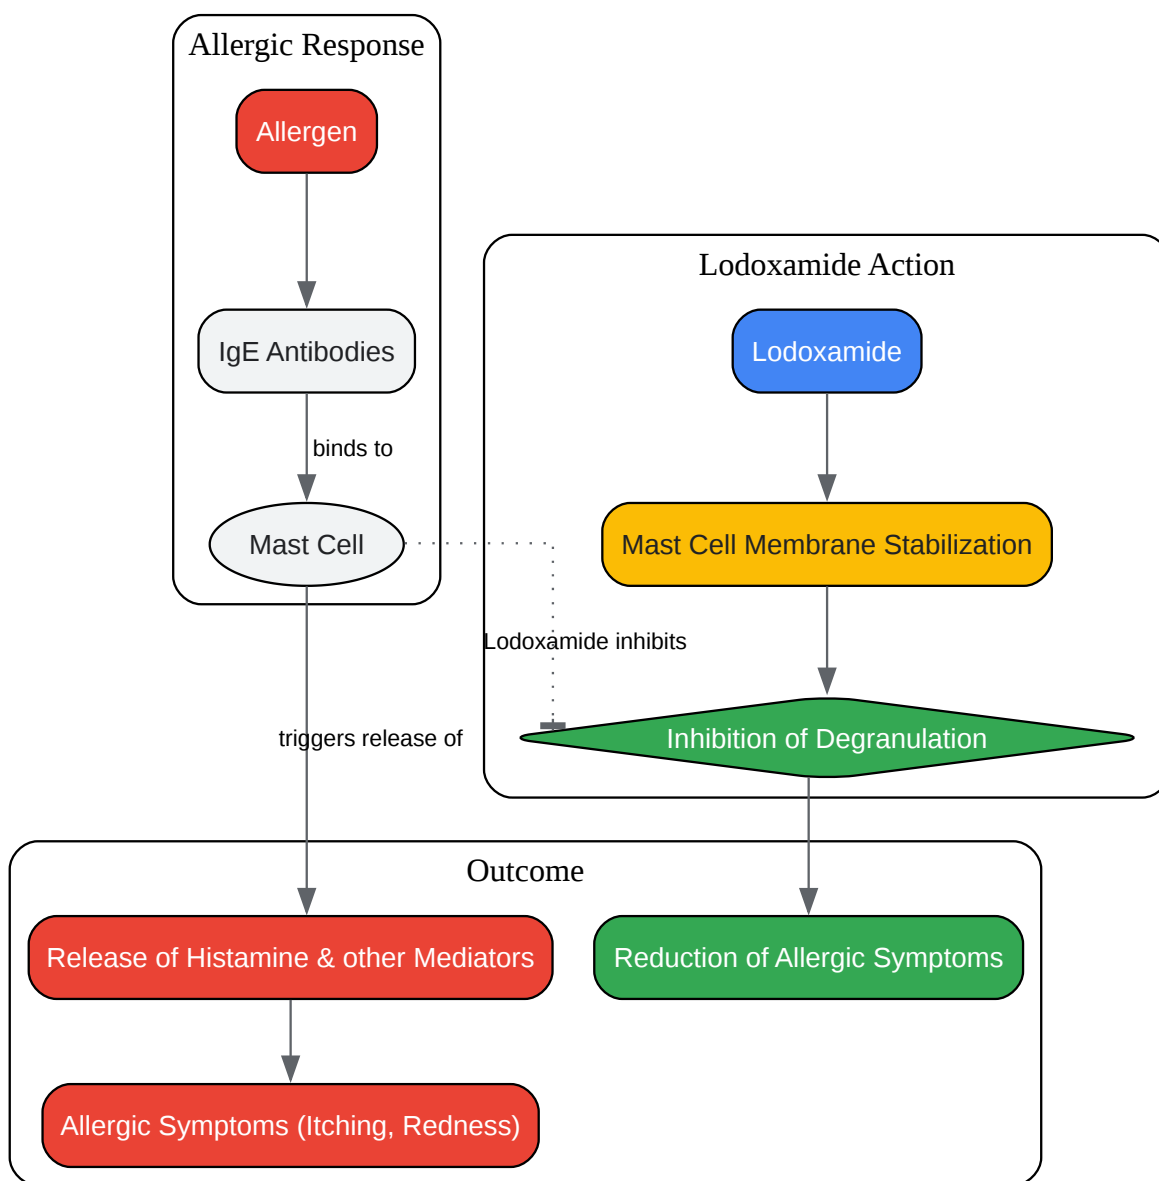 Allergic Response
Allergen
IgE Antibodies
binds to
Mast Cell
Lodoxamide Action
Lodoxamide
Mast Cell Membrane Stabilization
Lodoxamide inhibits
Inhibition of Degranulation
triggers release of
Outcome
Release of Histamine & other Mediators
Reduction of Allergic Symptoms
Allergic Symptoms (Itching, Redness)